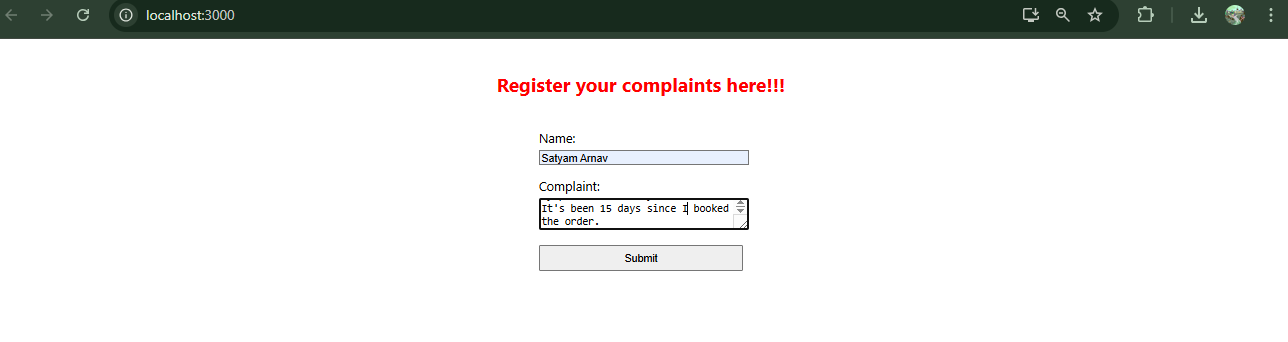 localhost:3000
Register your complaints here!!!
Name:
Satyam Arnav
Complaint:
It's been 15 days since I booked
the order.
Submit